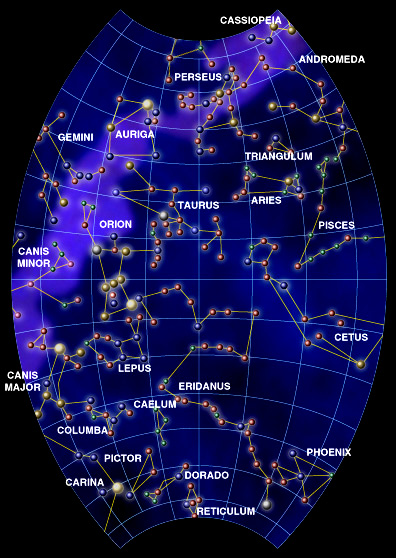 CASSIOPEIA
ANDROMEDA
PERSEUS
AURIGA
GEMINI
TRIANGULUM
ARIES
TAURUS
ORION
PISCES
CANIS
MINOR
CETUS
LEPUS
CANIS
MAJOR
ERIDANUS
CAELUM
COLUMBA
PICTOR
PHOENIX
CARINA
DORADO
RETICULUM